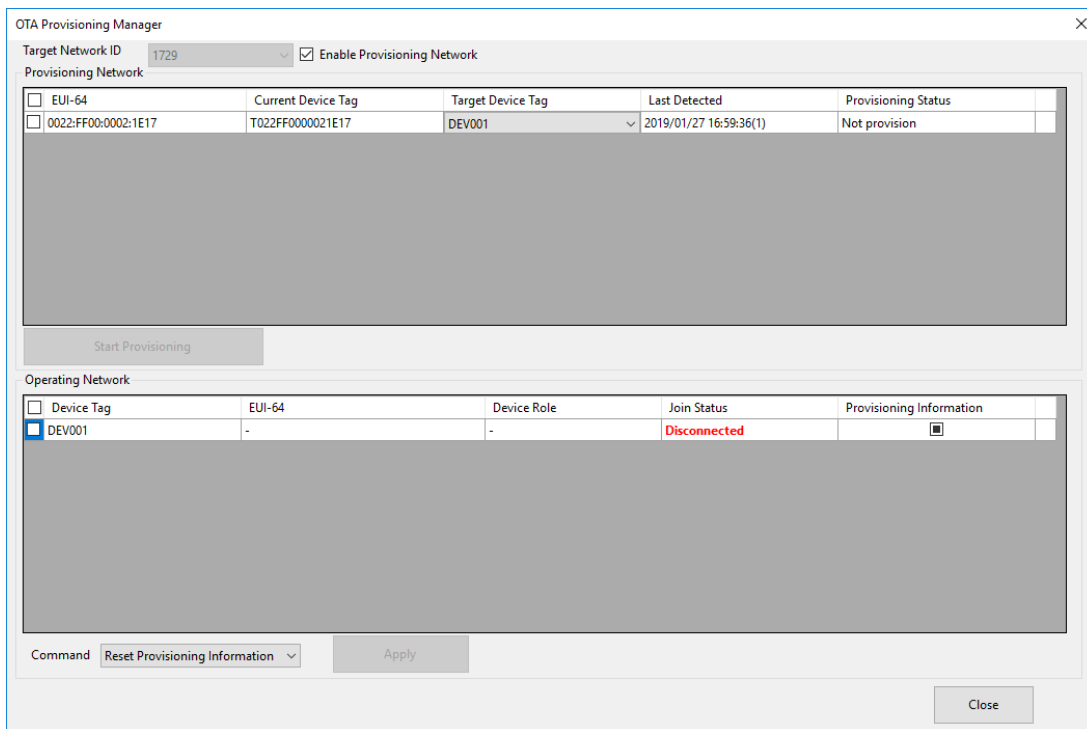 OTA Provisioning Manager
Target Network ID 1729 Enable Provisioning Network
Provisioning Network
EUI-64 Current Device Tag Target Device Tag Last Detected Provisioning Status
0022:FF00:0002:1E17 T022FF0000021E17 DEV001 2019/01/27 16:59:36(1) Not provision
Start Provisioning
Operating Network
Device Tag EUI-64 Device Role Join Status Provisioning Information
DEV001 - - Disconnected
Command Reset Provisioning Information Apply
Close